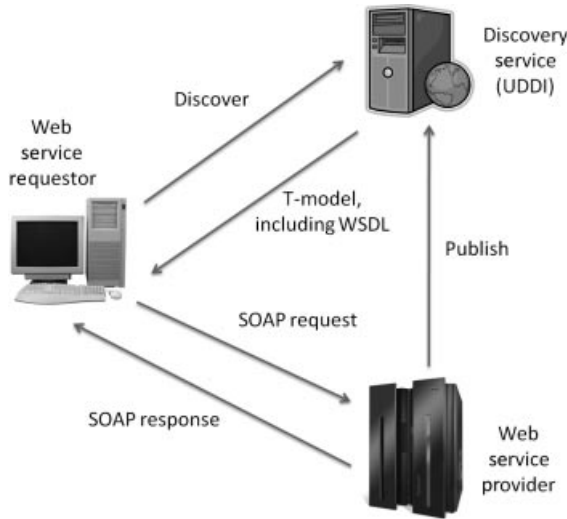 Discovery
service
(UDDI)
Discover
Web
service
requestor
T-model,
including WSDL
Publish
SOAP request
SOAP response
Web
service
provider